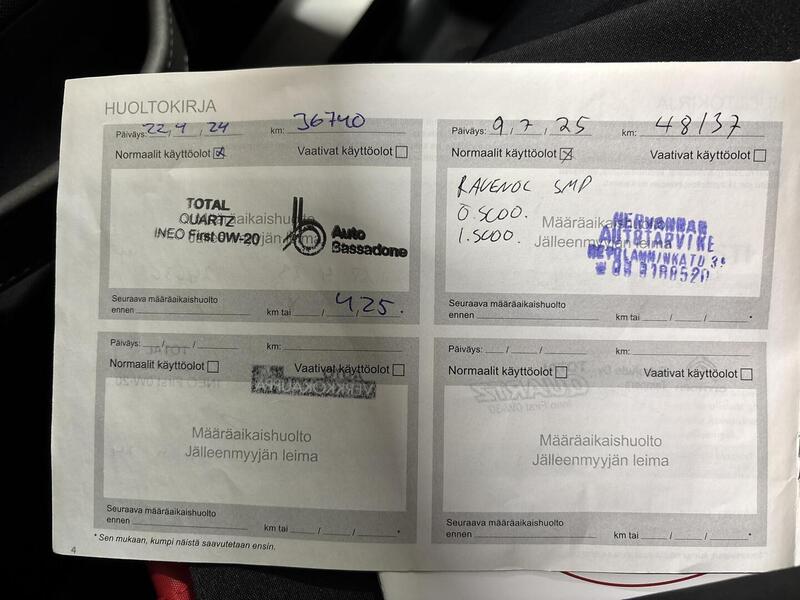 HUOLTOKIRJA
Päiväys: 22, 4, 24 km: 36740
Normaalit käyttöolot ☒ Vaativat käyttöolot ☐
TOTAL
QUARTZ
INEO First 0W-20
Auto
Bassadone
Määräaikaishuolto
Jälleenmyyjän leima
Seuraava määräaikaishuolto
ennen km tai / 4,25.
Päiväys: 9, 7, 25 km: 48137
Normaalit käyttöolot ☒ Vaativat käyttöolot ☐
RAVENOL SMP
Määräaikaishuolto
Jälleenmyyjän leima
HERVANNAN
AUTOTARVIKE
Seuraava määräaikaishuolto
ennen km tai / / *
Päiväys: / / km:
Normaalit käyttöolot ☐ Vaativat käyttöolot ☐
Määräaikaishuolto
Jälleenmyyjän leima
Seuraava määräaikaishuolto
ennen km tai / / *
Päiväys: / / km:
Normaalit käyttöolot ☐ Vaativat käyttöolot ☐
Määräaikaishuolto
Jälleenmyyjän leima
Seuraava määräaikaishuolto
ennen km tai / / *
* Sen mukaan, kumpi näistä saavutetaan ensin.
4